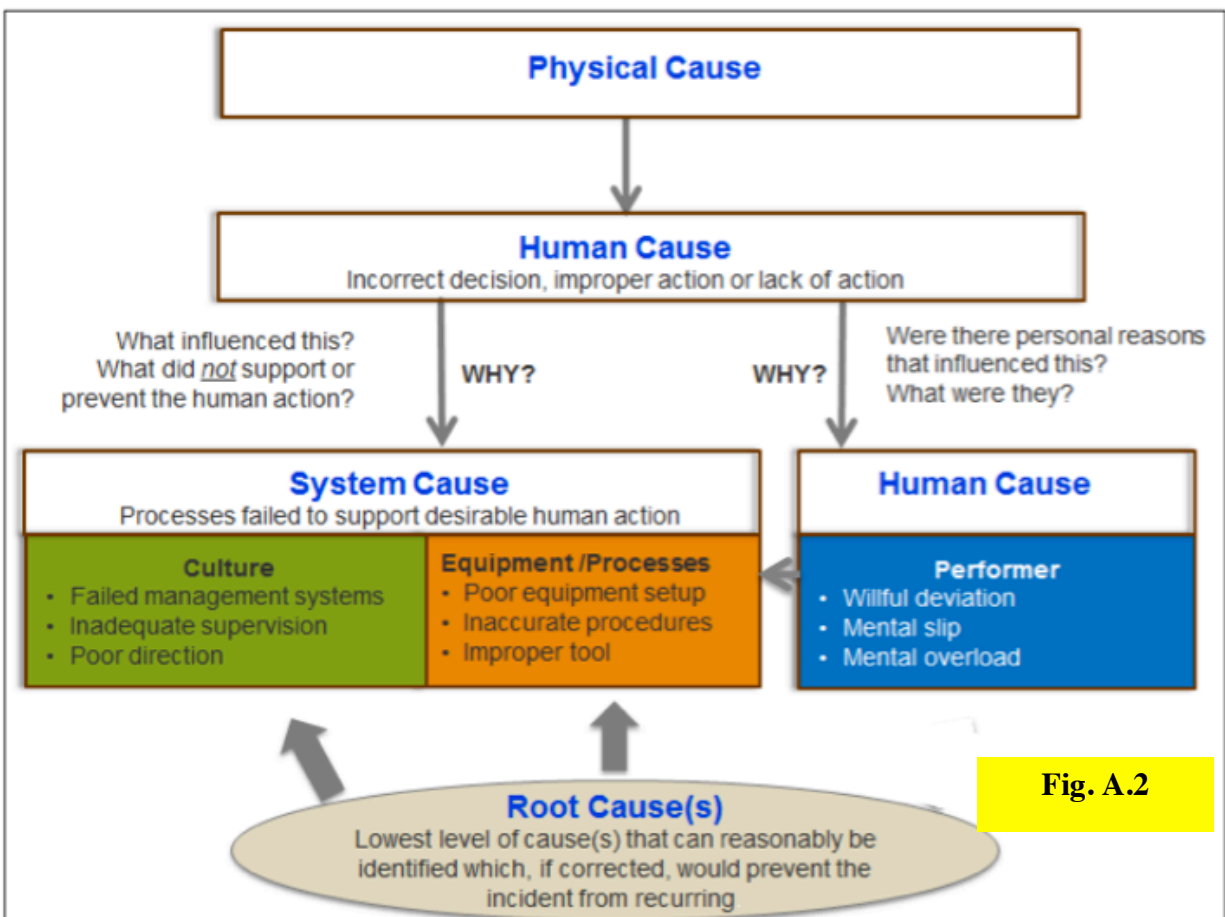 Physical Cause
Human Cause
Incorrect decision, improper action or lack of action
What influenced this?
What did not support or
prevent the human action?
WHY?
WHY?
Were there personal reasons
that influenced this?
What were they?
System Cause
Processes failed to support desirable human action
Culture
• Failed management systems
• Inadequate supervision
• Poor direction
Equipment /Processes
• Poor equipment setup
• Inaccurate procedures
• Improper tool
Human Cause
Performer
• Willful deviation
• Mental slip
• Mental overload
Root Cause(s)
Lowest level of cause(s) that can reasonably be
identified which, if corrected, would prevent the
incident from recurring
Fig. A.2